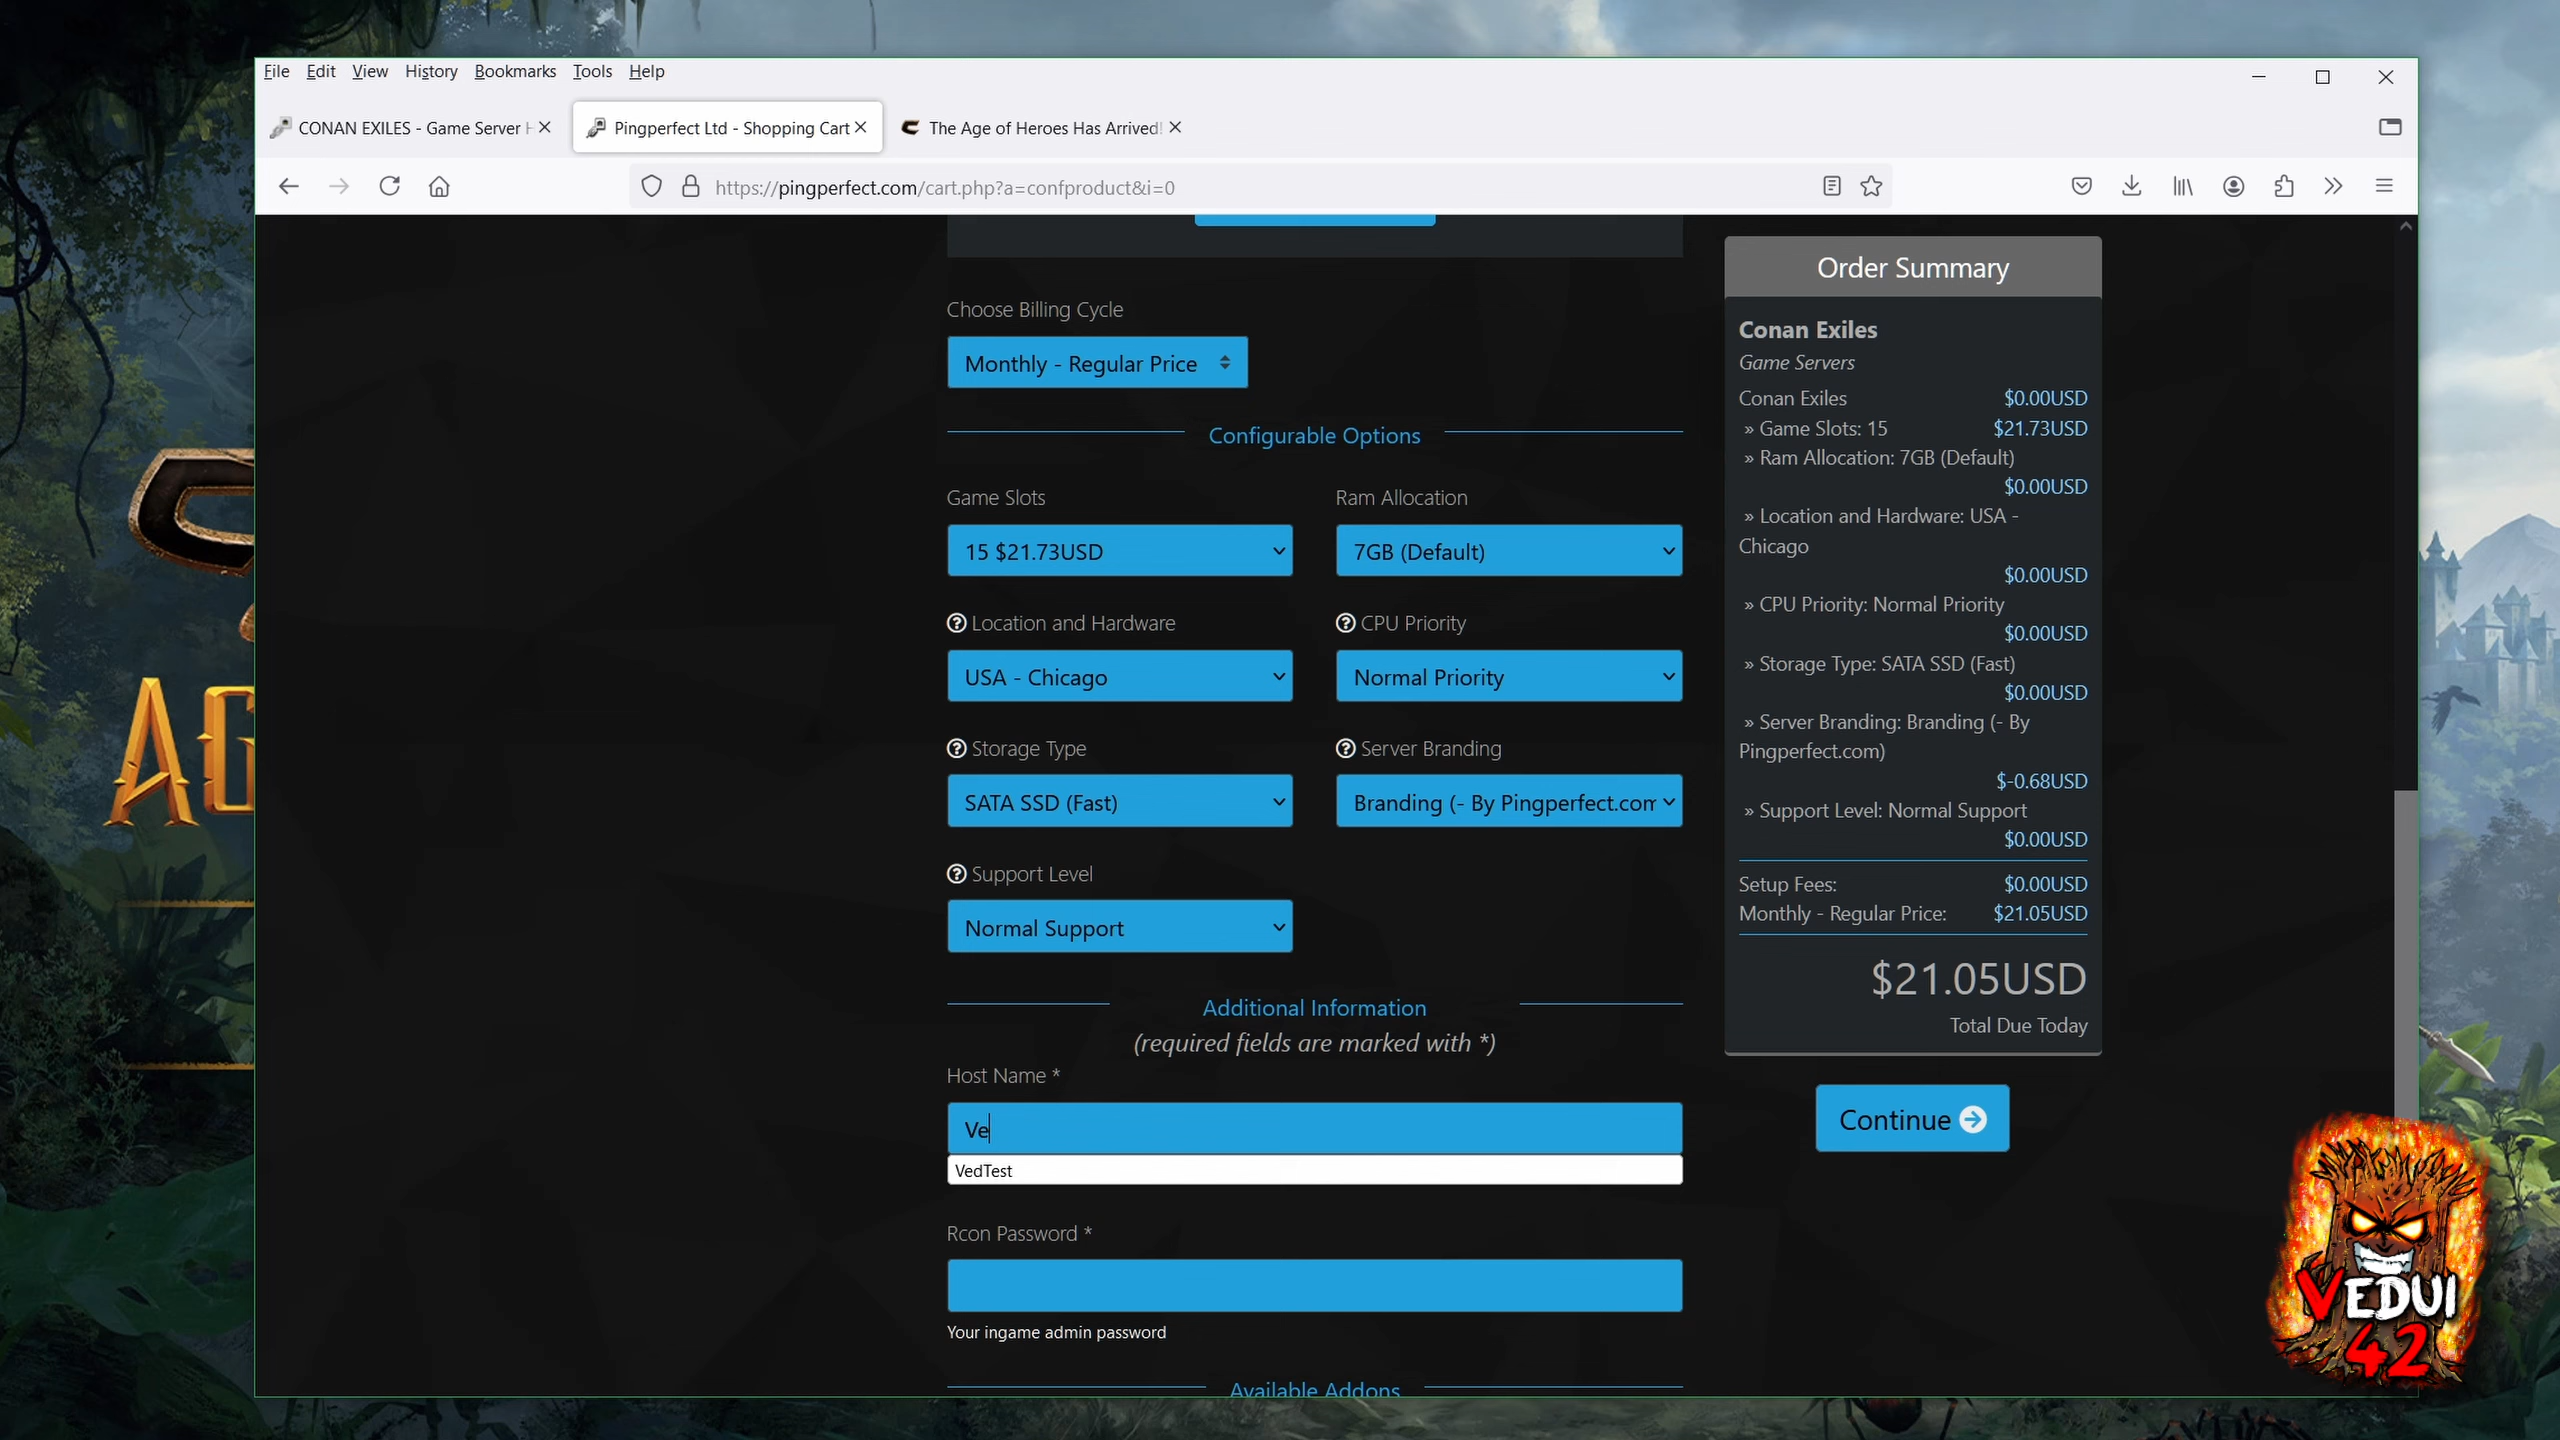 File Edit View History Bookmarks Tools Help
CONAN EXILES - Game Server H
Pingperfect Ltd - Shopping Cart
The Age of Heroes Has Arrived!
https://pingperfect.com/cart.php?a=confproduct&i=0
Choose Billing Cycle
Monthly - Regular Price
Configurable Options
Game Slots
Ram Allocation
15 $21.73USD
7GB (Default)
Location and Hardware
CPU Priority
USA - Chicago
Normal Priority
Storage Type
Server Branding
SATA SSD (Fast)
Branding (- By Pingperfect.com
Support Level
Normal Support
Additional Information
(required fields are marked with *)
Host Name *
Ve
VedTest
Rcon Password *
Your ingame admin password
Available Addons
Order Summary
Conan Exiles
Game Servers
Conan Exiles $0.00USD
» Game Slots: 15 $21.73USD
» Ram Allocation: 7GB (Default)
$0.00USD
» Location and Hardware: USA -
Chicago
$0.00USD
» CPU Priority: Normal Priority
$0.00USD
» Storage Type: SATA SSD (Fast)
$0.00USD
» Server Branding: Branding (- By
Pingperfect.com)
$-0.68USD
» Support Level: Normal Support
$0.00USD
Setup Fees: $0.00USD
Monthly - Regular Price: $21.05USD
$21.05USD
Total Due Today
Continue
AG
VEDUI
42